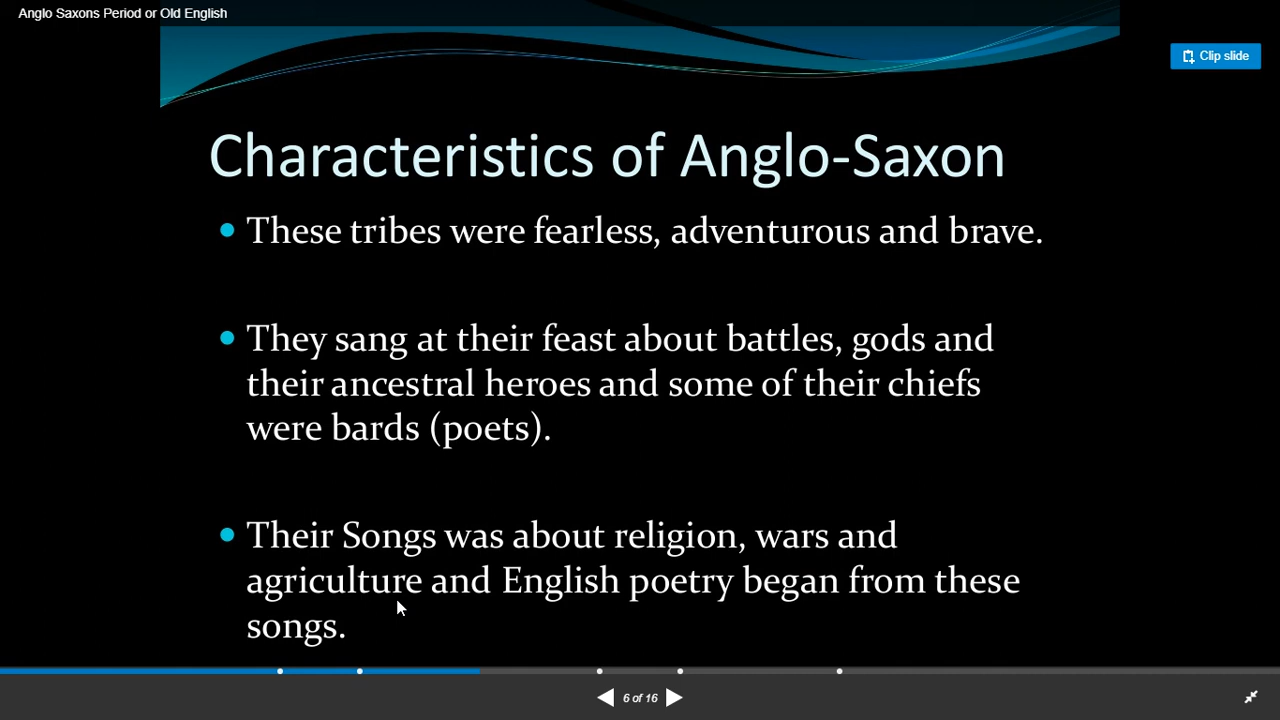 Anglo Saxons Period or Old English
Clip slide
Characteristics of Anglo-Saxon
• These tribes were fearless, adventurous and brave.
• They sang at their feast about battles, gods and
their ancestral heroes and some of their chiefs
were bards (poets).
• Their Songs was about religion, wars and
agriculture and English poetry began from these
songs.
6 of 16